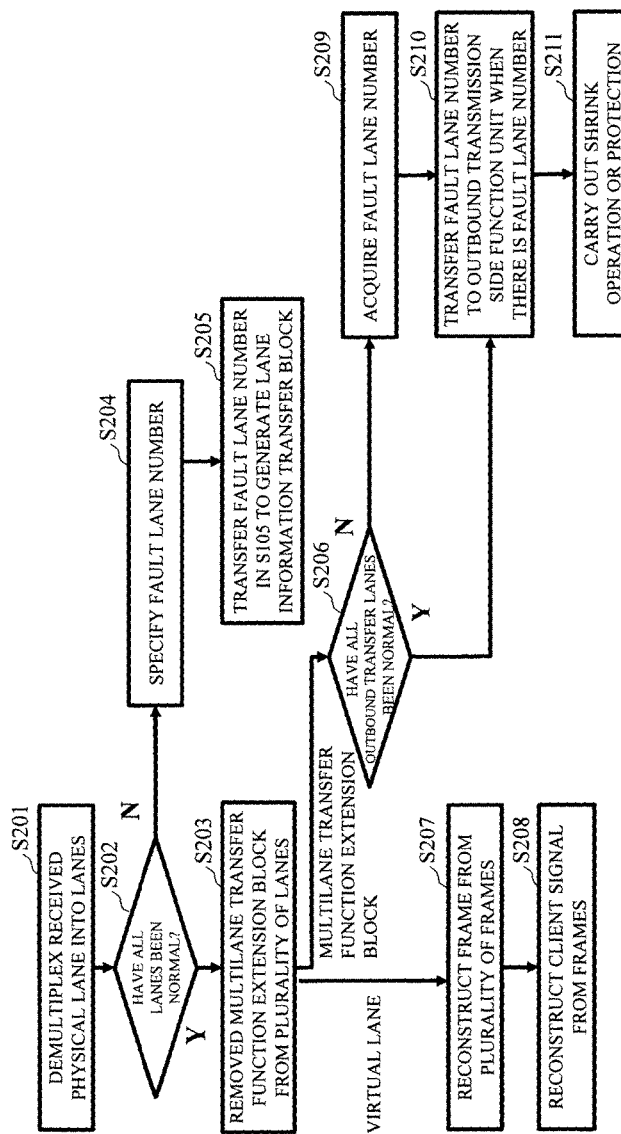 S201
DEMULTIPLEX RECEIVED
PHYSICAL LANE INTO LANES
S202
HAVE ALL
LANES BEEN
NORMAL?
N
Y
S203
REMOVED MULTILANE TRANSFER
FUNCTION EXTENSION BLOCK
FROM PLURALITY OF LANES
S204
SPECIFY FAULT LANE NUMBER
S205
TRANSFER FAULT LANE NUMBER
IN S105 TO GENERATE LANE
INFORMATION TRANSFER BLOCK
MULTILANE TRANSFER
FUNCTION EXTENSION
BLOCK
VIRTUAL LANE
S206
HAVE ALL
OUTBOUND TRANSFER LANES
BEEN NORMAL?
N
Y
S207
RECONSTRUCT FRAME FROM
PLURALITY OF FRAMES
S208
RECONSTRUCT CLIENT SIGNAL
FROM FRAMES
S209
ACQUIRE FAULT LANE NUMBER
S210
TRANSFER FAULT LANE NUMBER
TO OUTBOUND TRANSMISSION
SIDE FUNCTION UNIT WHEN
THERE IS FAULT LANE NUMBER
S211
CARRY OUT SHRINK
OPERATION OR PROTECTION